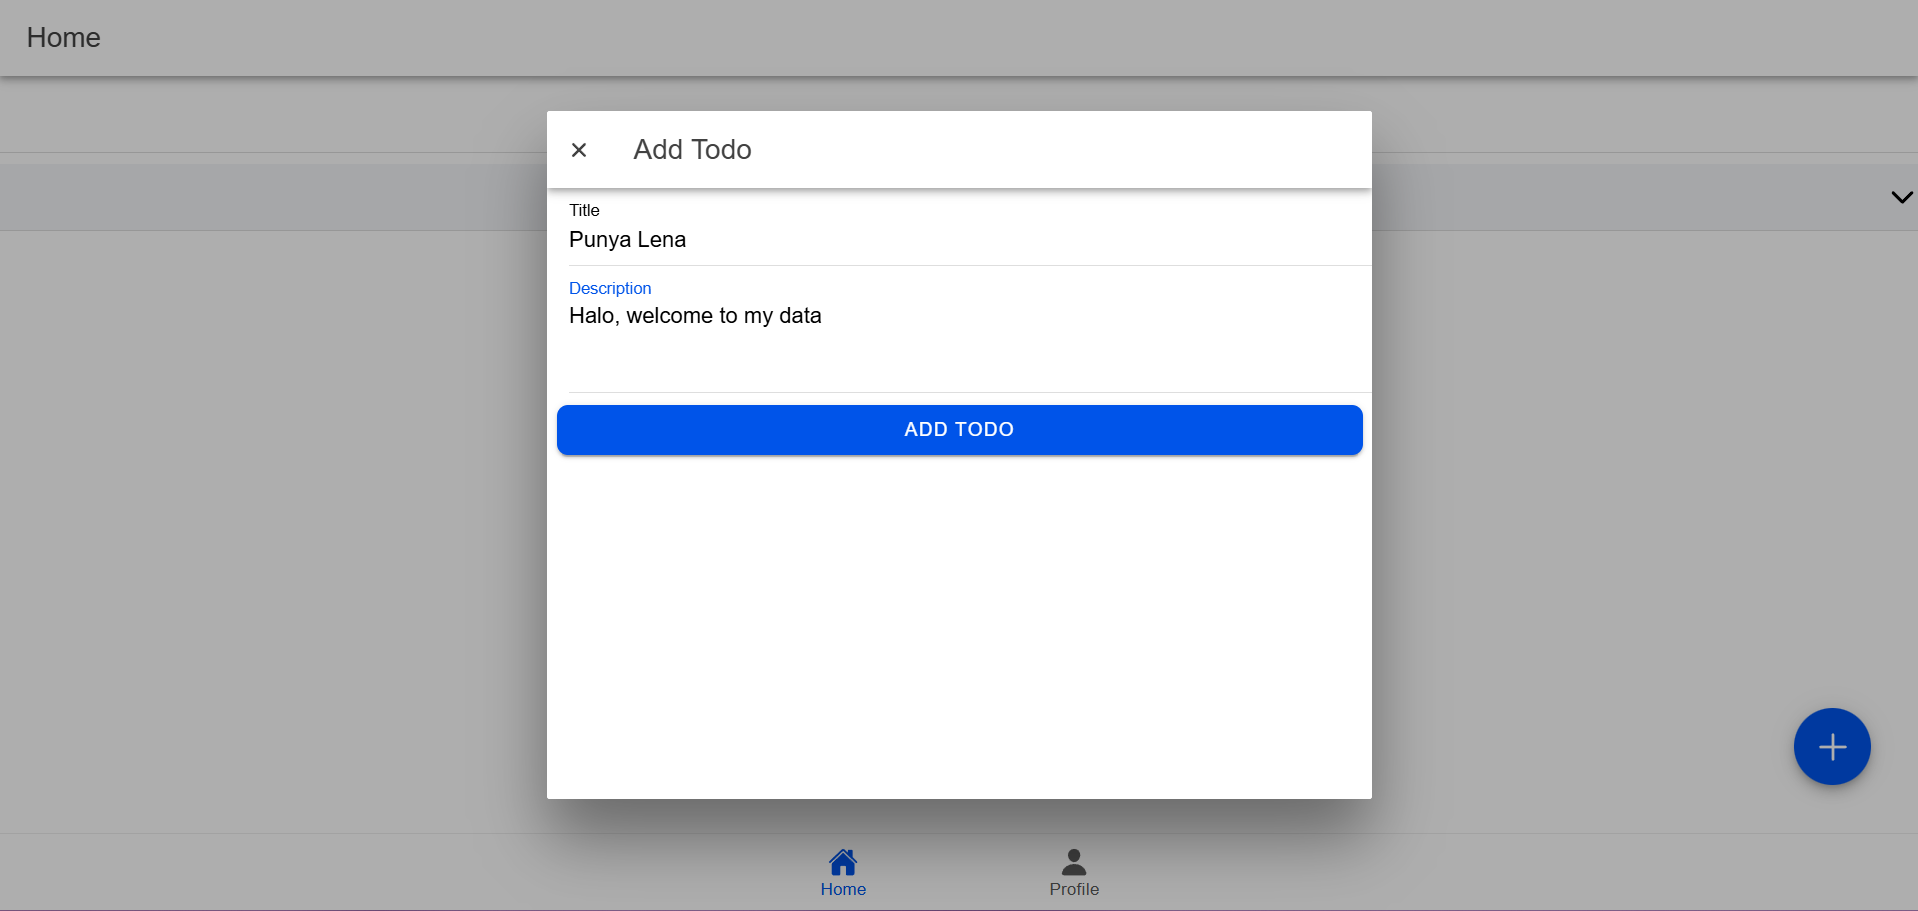 Home
Add Todo
Title
Punya Lena
Description
Halo, welcome to my data
ADD TODO
Home
Profile